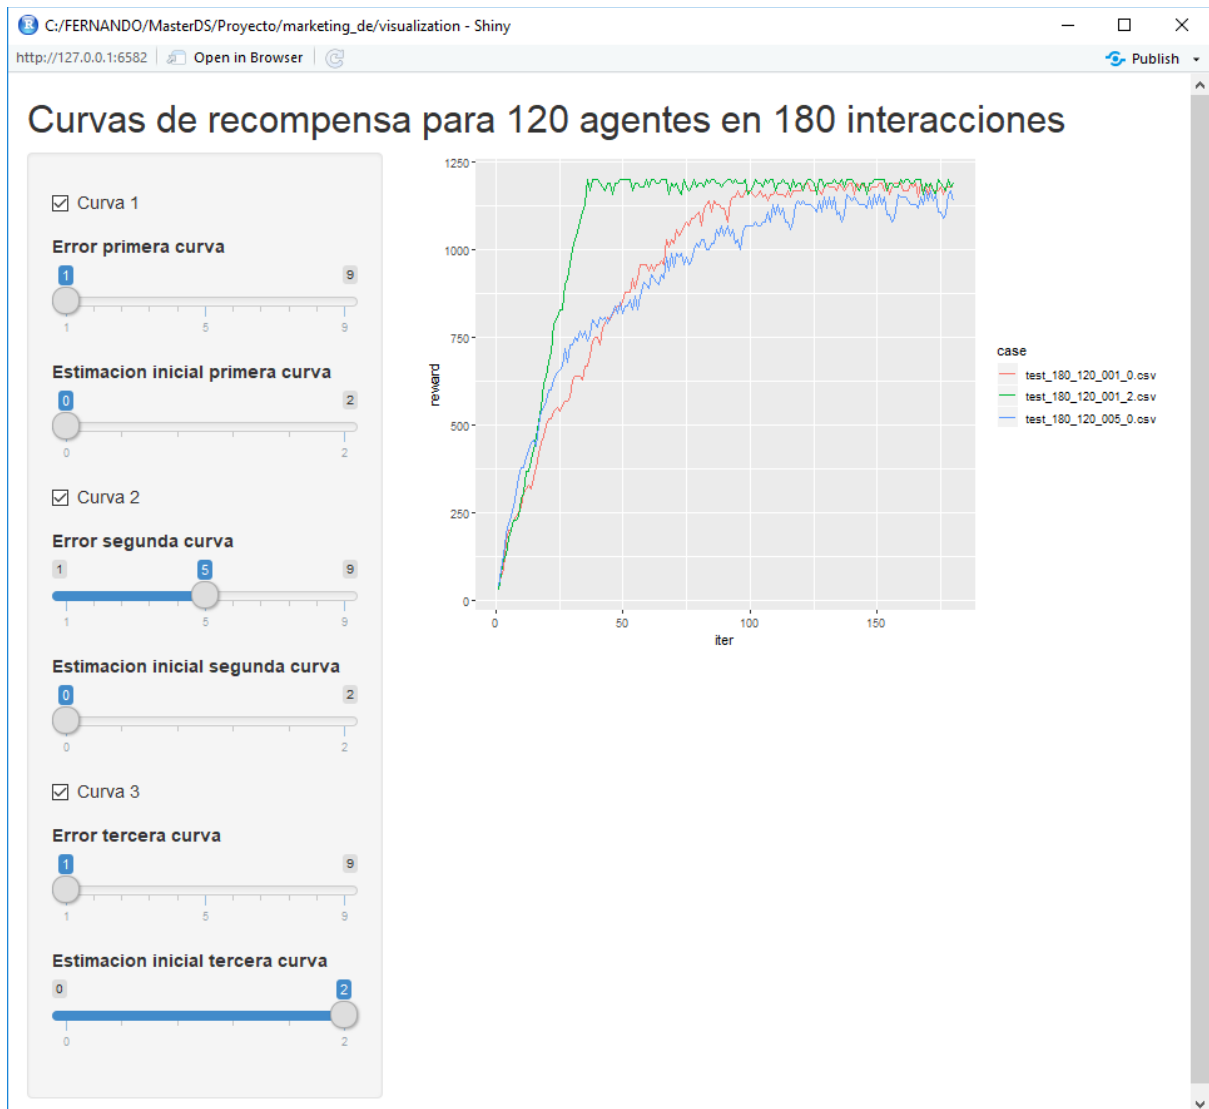 C:/FERNANDO/MasterDS/Proyecto/marketing_de/visualization - Shiny
http://127.0.0.1:6582 Open in Browser Publish
Curvas de recompensa para 120 agentes en 180 interacciones
Curva 1
Error primera curva
1 9
1 5 9
Estimacion inicial primera curva
0 2
0 2
Curva 2
Error segunda curva
1 5 9
1 5 9
Estimacion inicial segunda curva
0 2
0 2
Curva 3
Error tercera curva
1 9
1 5 9
Estimacion inicial tercera curva
0 2
0 2
1250
1000
750
500
250
0
reward
0 50 100 150
iter
case
test_180_120_001_0.csv
test_180_120_001_2.csv
test_180_120_005_0.csv